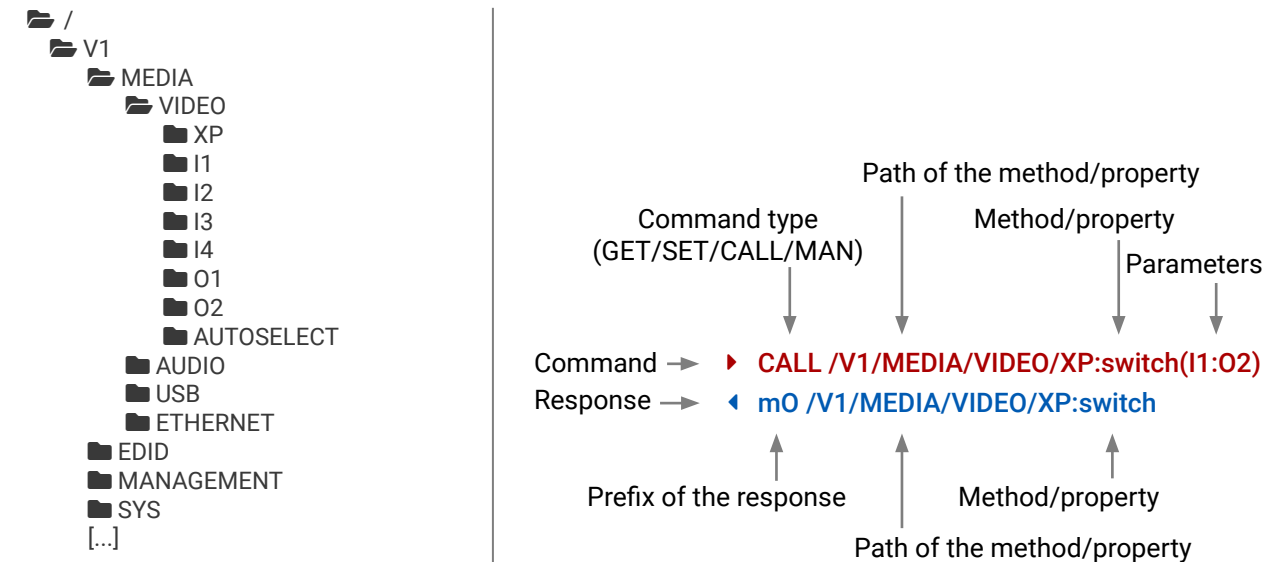 /
V1
MEDIA
VIDEO
XP
I1
I2
I3
I4
O1
O2
AUTOSELECT
AUDIO
USB
ETHERNET
EDID
MANAGEMENT
SYS
[...]
Path of the method/property
Command type
(GET/SET/CALL/MAN)
Method/property
Parameters
Command
CALL /V1/MEDIA/VIDEO/XP:switch(I1:O2)
Response
mO /V1/MEDIA/VIDEO/XP:switch
Prefix of the response
Method/property
Path of the method/property